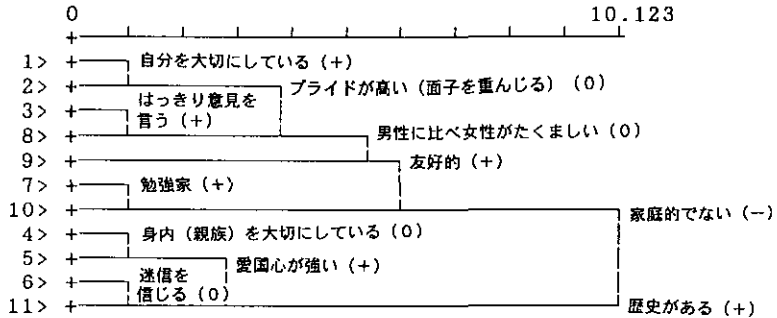 0 10.123
1> 自分を大切にしている (+)
2> プライドが高い (面子を重んじる) (0)
はっきり意見を
3> 言う (+)
8> 男性に比べ女性がたくましい (0)
9> 友好的 (+)
7> 勉強家 (+)
10> 家庭的でない (-)
4> 身内 (親族) を大切にしている (0)
5> 愛国心が強い (+)
迷信を
6> 信じる (0)
11> 歴史がある (+)